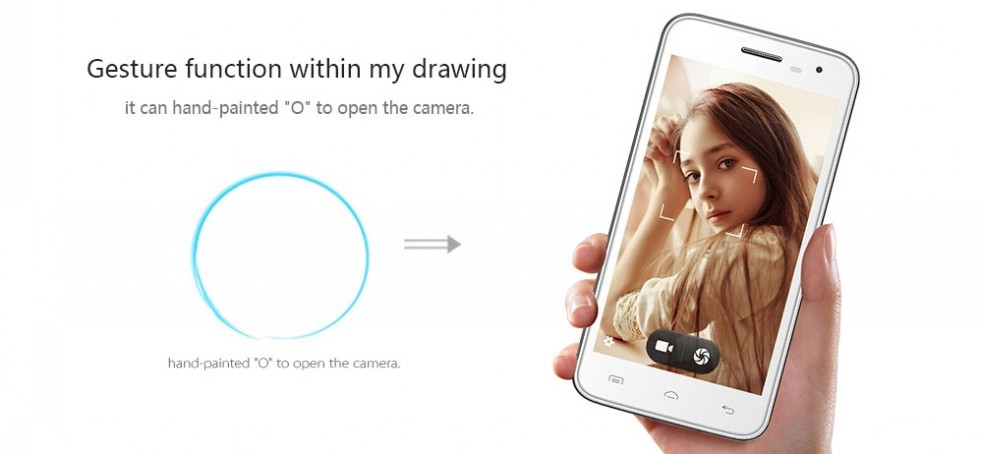 Gesture function within my drawing
it can hand-painted "O" to open the camera.
hand-painted "O" to open the camera.